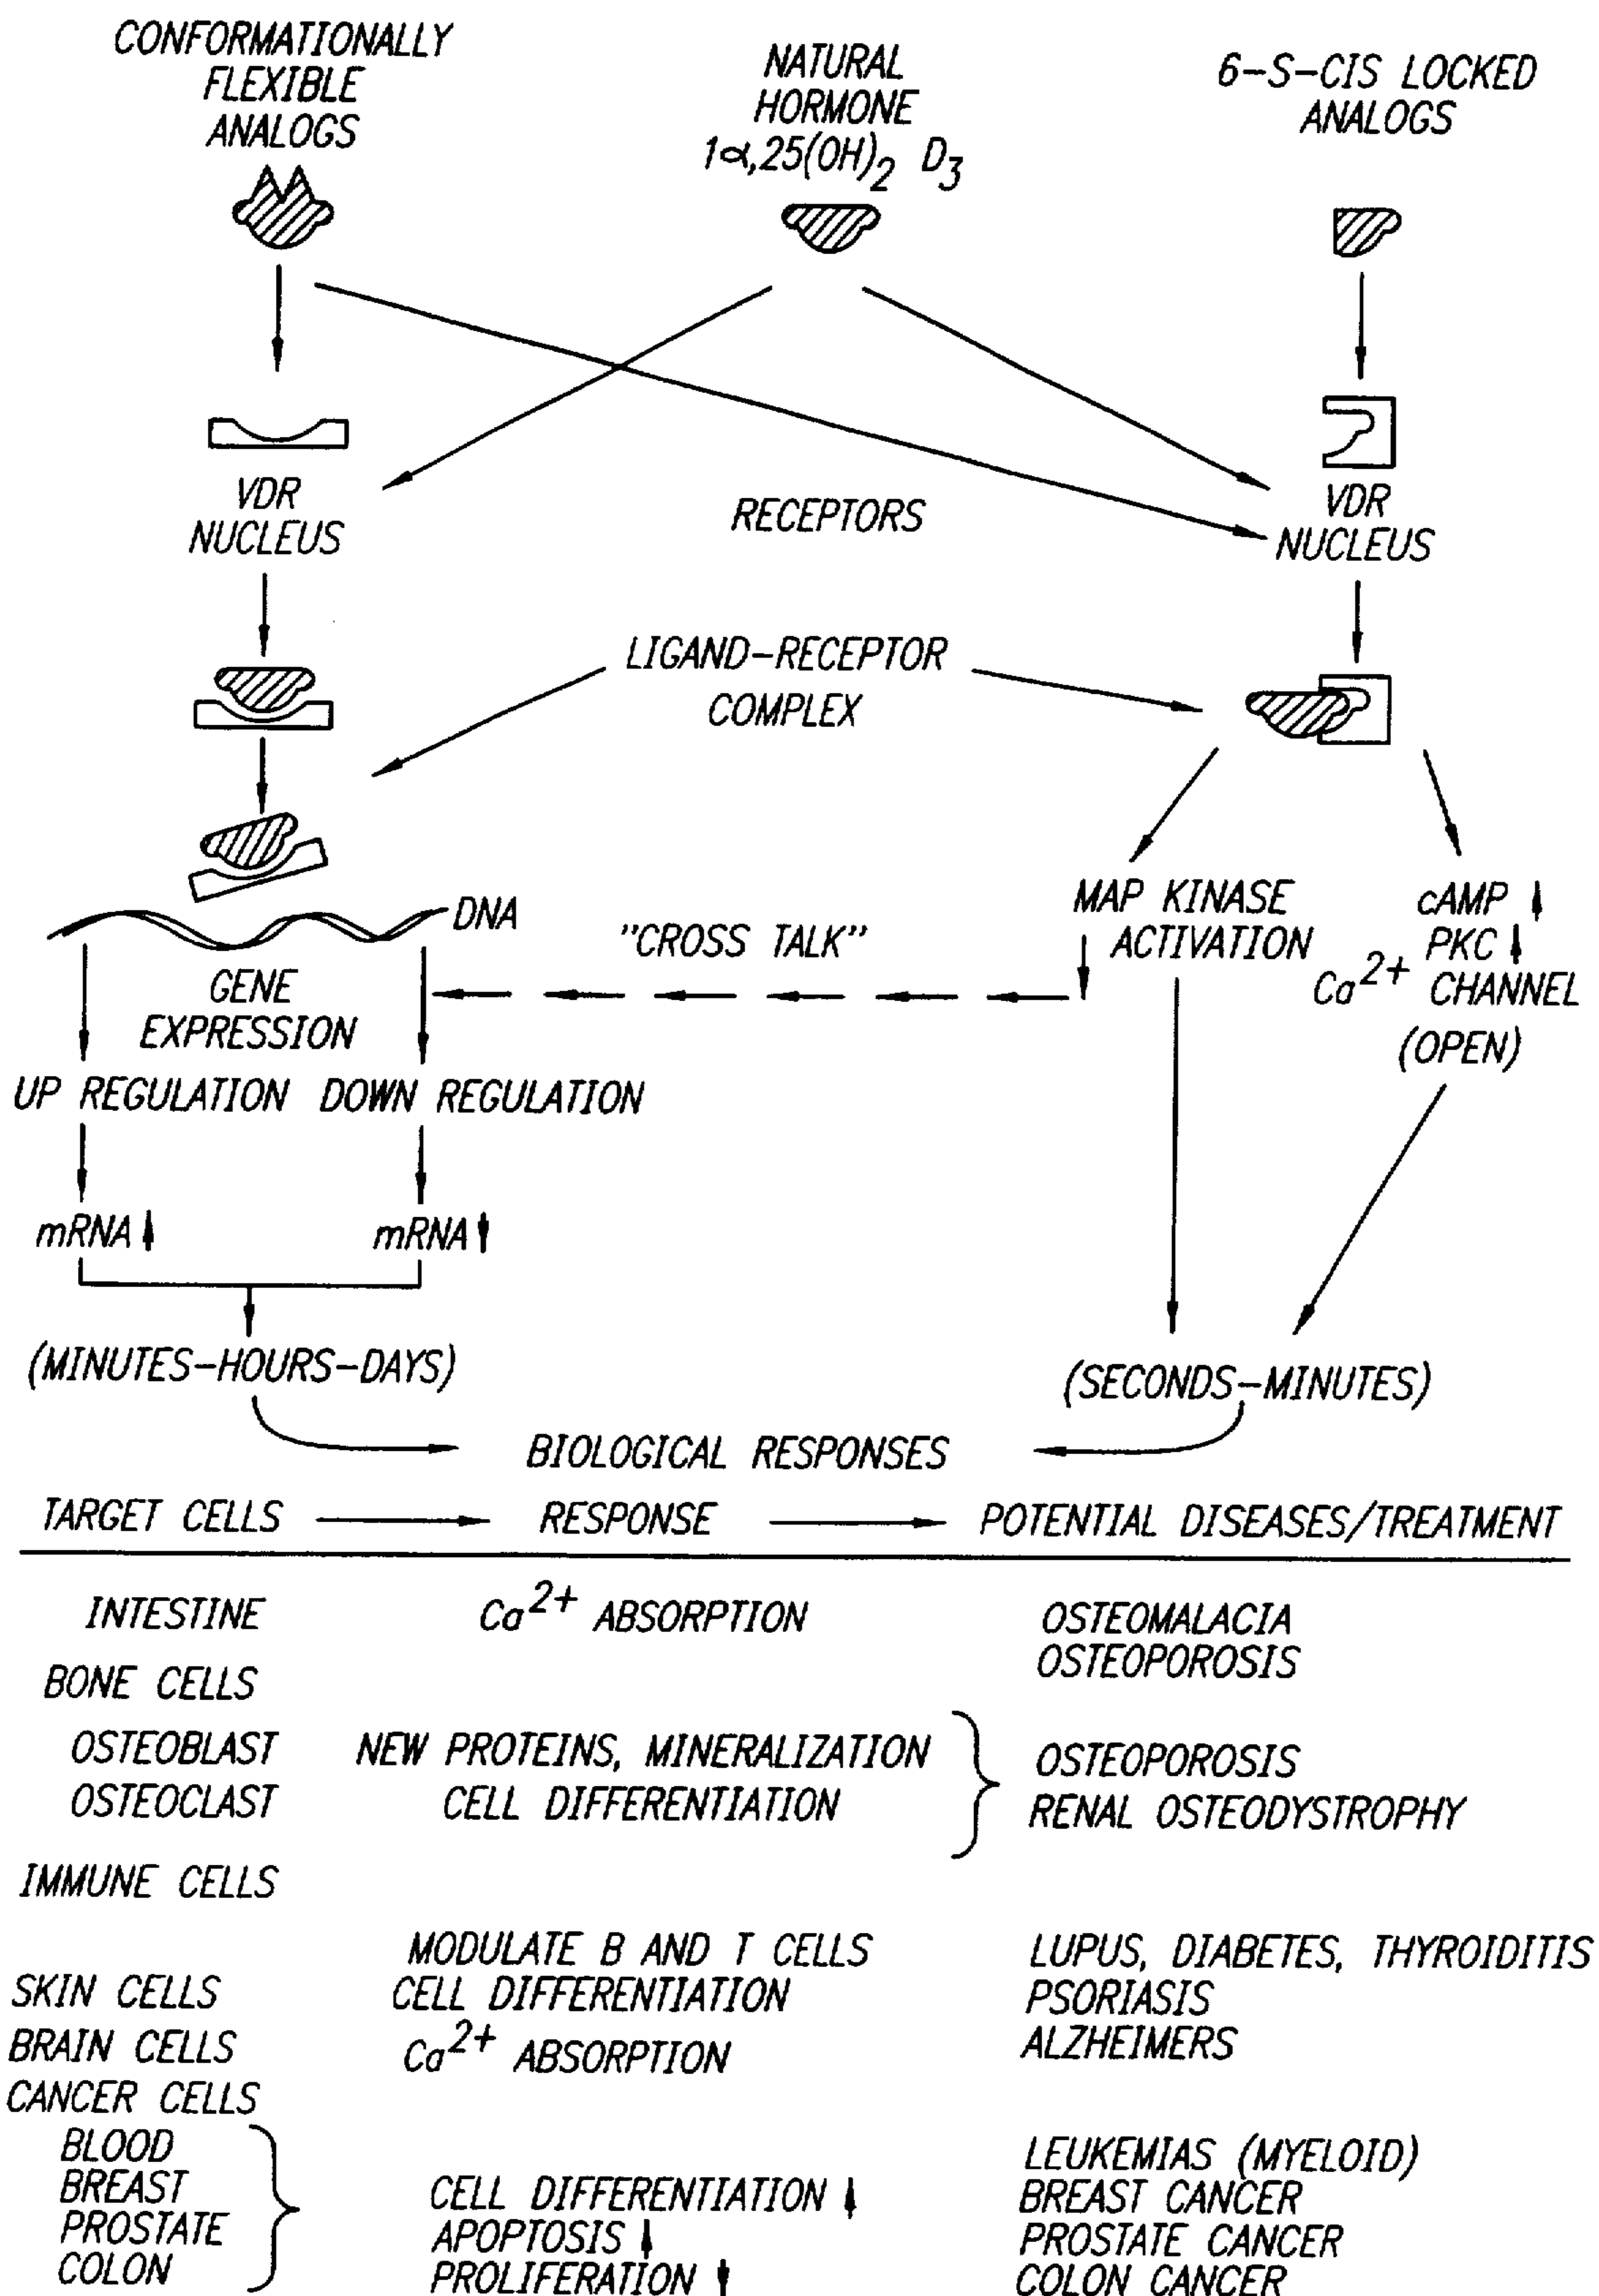 CONFORMATIONALLY
FLEXIBLE
ANALOGS
NATURAL
HORMONE
1α,25(OH)₂ D₃
6-S-CIS LOCKED
ANALOGS
VDR
NUCLEUS
RECEPTORS
VDR
NUCLEUS
LIGAND-RECEPTOR
COMPLEX
DNA
"CROSS TALK"
MAP KINASE
ACTIVATION
cAMP ↑
PKC ↑
Ca²⁺ CHANNEL
(OPEN)
GENE
EXPRESSION
UP REGULATION DOWN REGULATION
mRNA ↑ mRNA ↓
(MINUTES-HOURS-DAYS)
(SECONDS-MINUTES)
BIOLOGICAL RESPONSES
TARGET CELLS → RESPONSE → POTENTIAL DISEASES/TREATMENT
INTESTINE Ca²⁺ ABSORPTION OSTEOMALACIA
OSTEOPOROSIS
BONE CELLS
OSTEOBLAST NEW PROTEINS, MINERALIZATION OSTEOPOROSIS
OSTEOCLAST CELL DIFFERENTIATION RENAL OSTEODYSTROPHY
IMMUNE CELLS
MODULATE B AND T CELLS LUPUS, DIABETES, THYROIDITIS
SKIN CELLS CELL DIFFERENTIATION PSORIASIS
BRAIN CELLS Ca²⁺ ABSORPTION ALZHEIMERS
CANCER CELLS
BLOOD LEUKEMIAS (MYELOID)
BREAST CELL DIFFERENTIATION ↓ BREAST CANCER
PROSTATE APOPTOSIS ↑ PROSTATE CANCER
COLON PROLIFERATION ↓ COLON CANCER